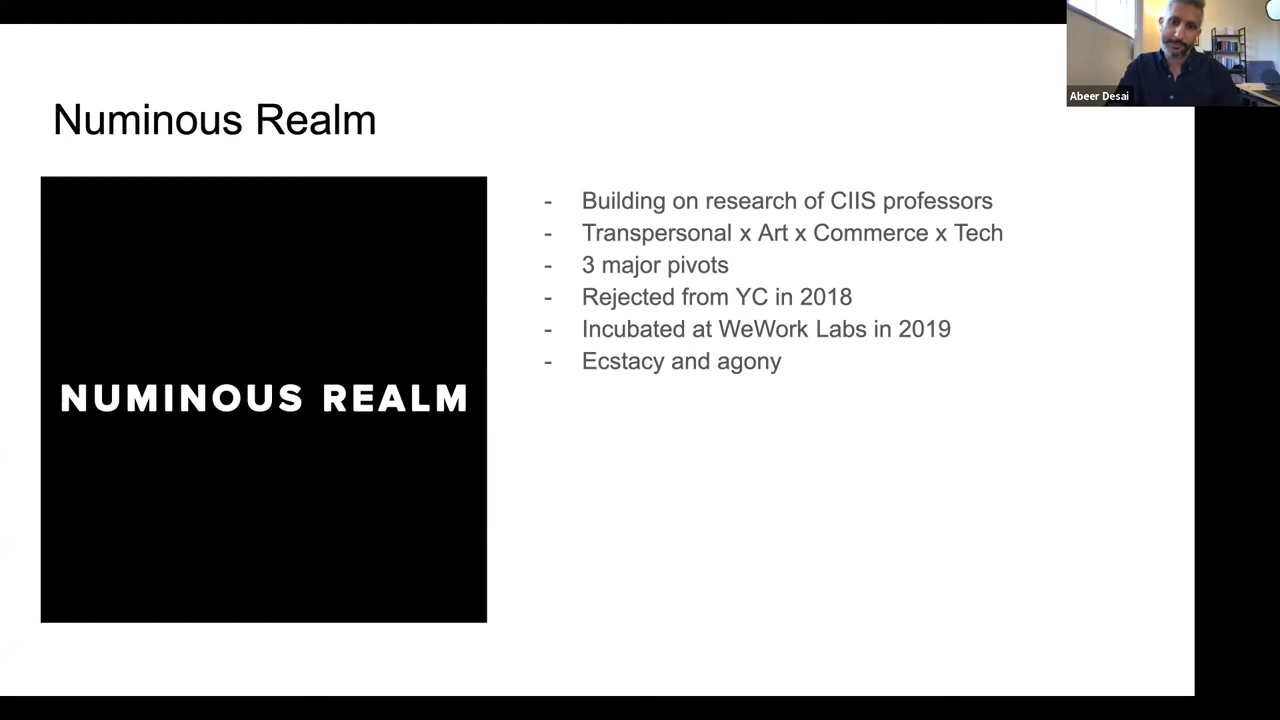 Abeer Desai
Numinous Realm
NUMINOUS REALM
- Building on research of CIIS professors
- Transpersonal x Art x Commerce x Tech
- 3 major pivots
- Rejected from YC in 2018
- Incubated at WeWork Labs in 2019
- Ecstacy and agony